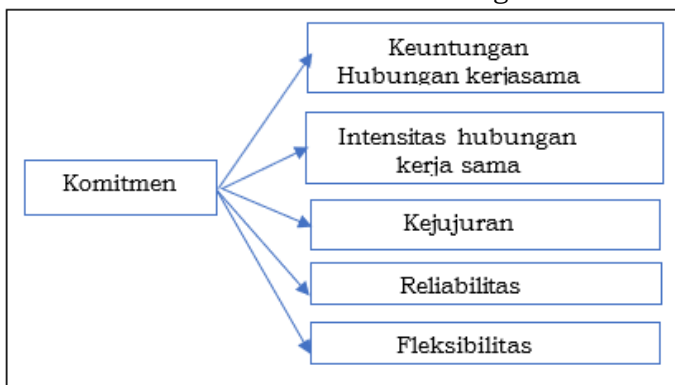 Keuntungan
Hubungan kerjasama
Intensitas hubungan
kerja sama
Komitmen
Kejujuran
Reliabilitas
Fleksibilitas